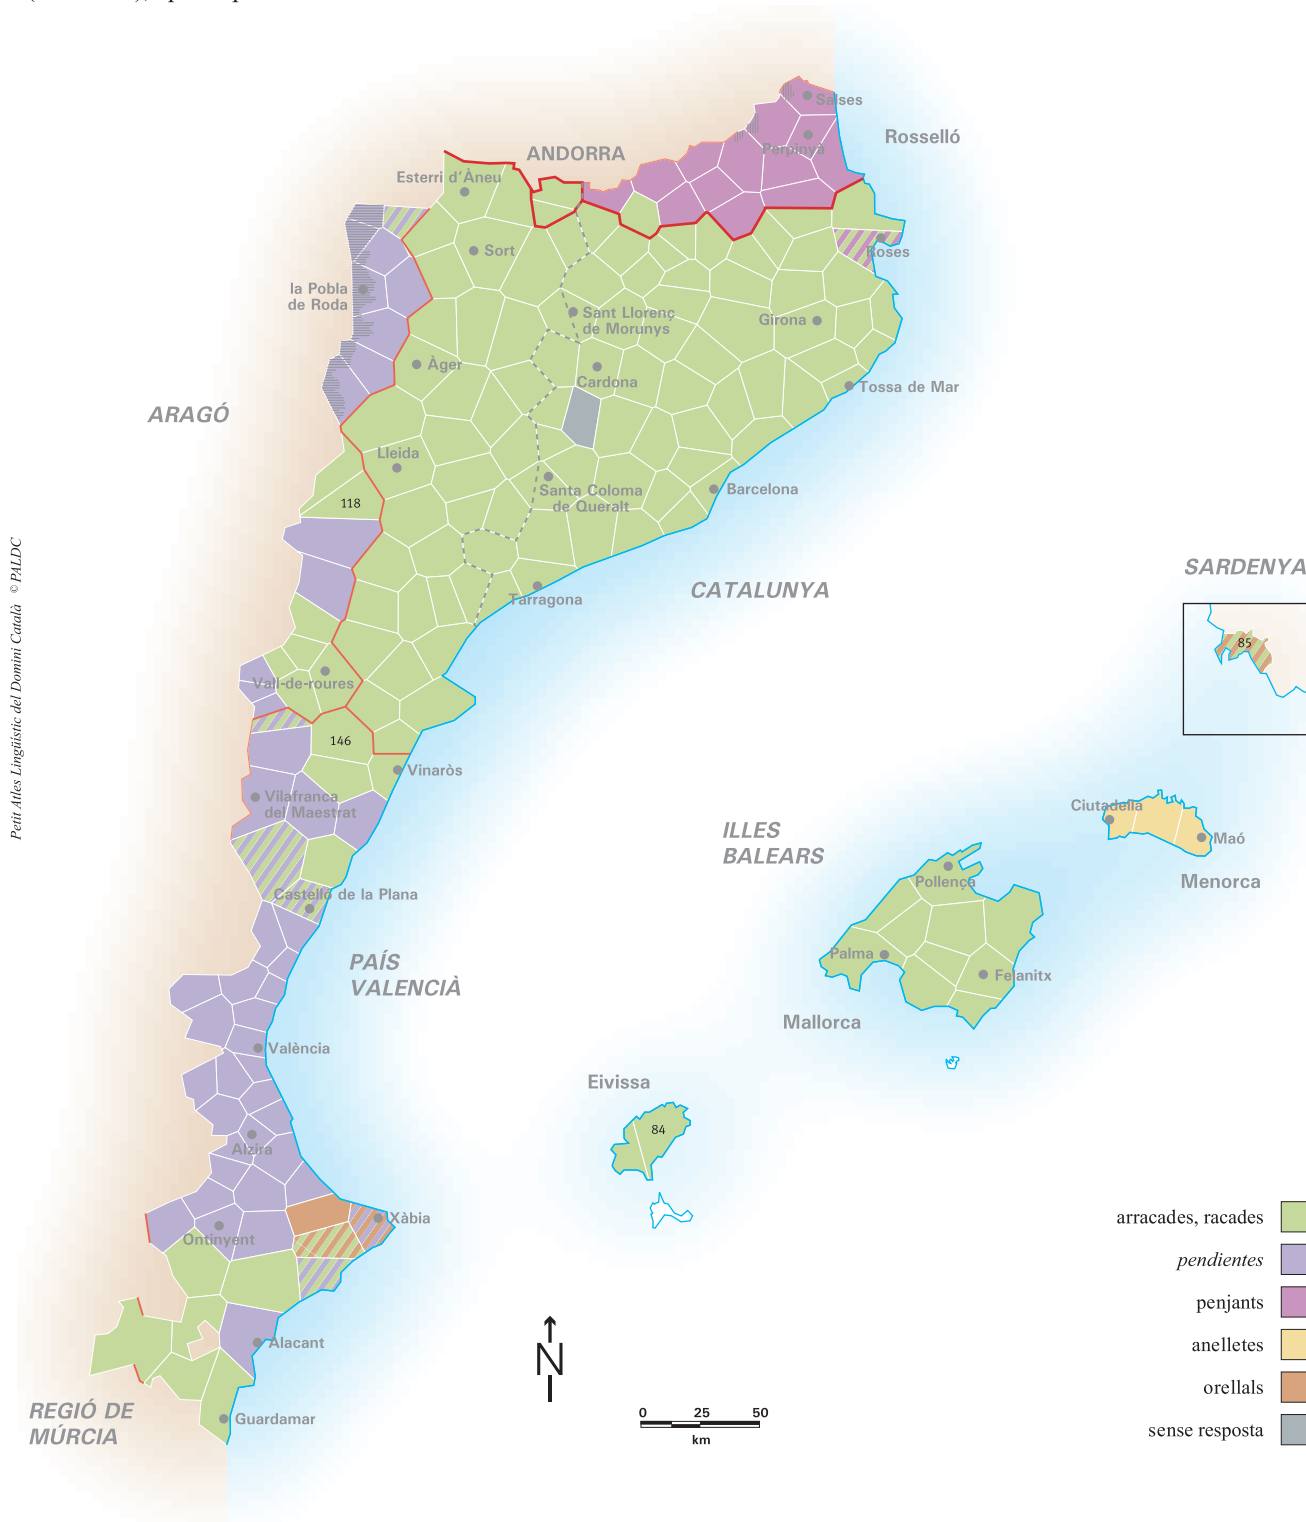 Salses
Rosselló
Perpinyà
ANDORRA
Esterri d'Àneu
Sort
Roses
la Pobla
de Roda
Sant Llorenç
de Morunys
Girona
Àger
Cardona
Tossa de Mar
ARAGÓ
Lleida
118
Santa Coloma
de Queralt
Barcelona
Petit Atles Lingüístic del Domini Català © PALDC
CATALUNYA
Tarragona
SARDENYA
85
Vall-de-roures
146
Vinaròs
Vilafranca
del Maestrat
ILLES
BALEARS
Ciutadella
Maó
Menorca
Pollença
Castelló de la Plana
PAÍS
VALENCIÀ
Palma
Felanitx
Mallorca
València
Eivissa
84
Alzira
Xàbia
Ontinyent
Alacant
REGIÓ DE
MÚRCIA
Guardamar
N
0 25 50
km
arracades, racades
pendientes
penjants
anelletes
orellals
sense resposta